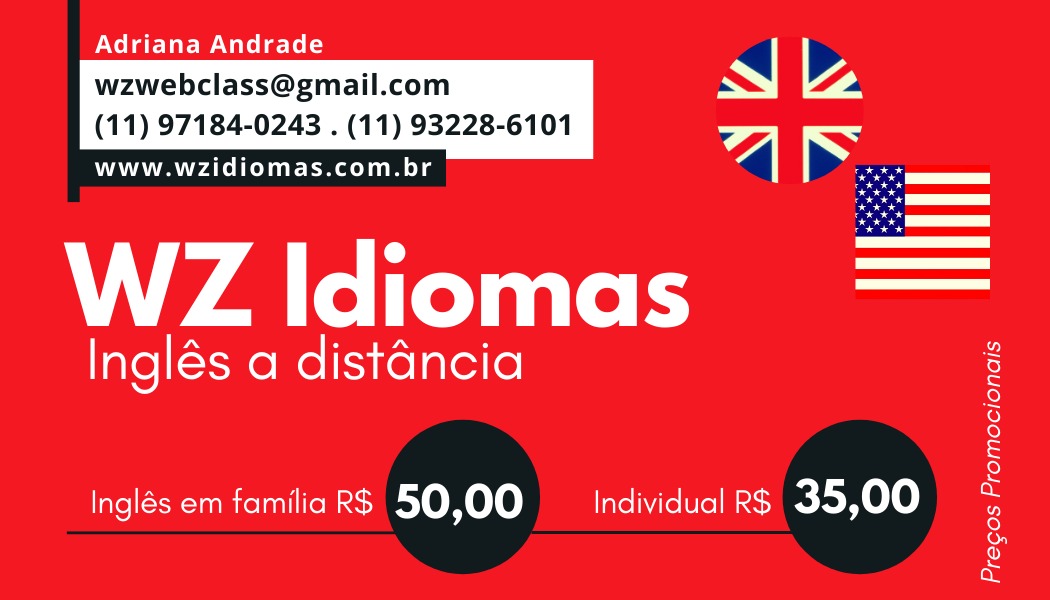 Adriana Andrade
wzwebclass@gmail.com
(11) 97184-0243 . (11) 93228-6101
www.wzidiomas.com.br
WZ Idiomas
Inglês a distância
Inglês em família R$ 50,00
Individual R$ 35,00
Preços Promocionais